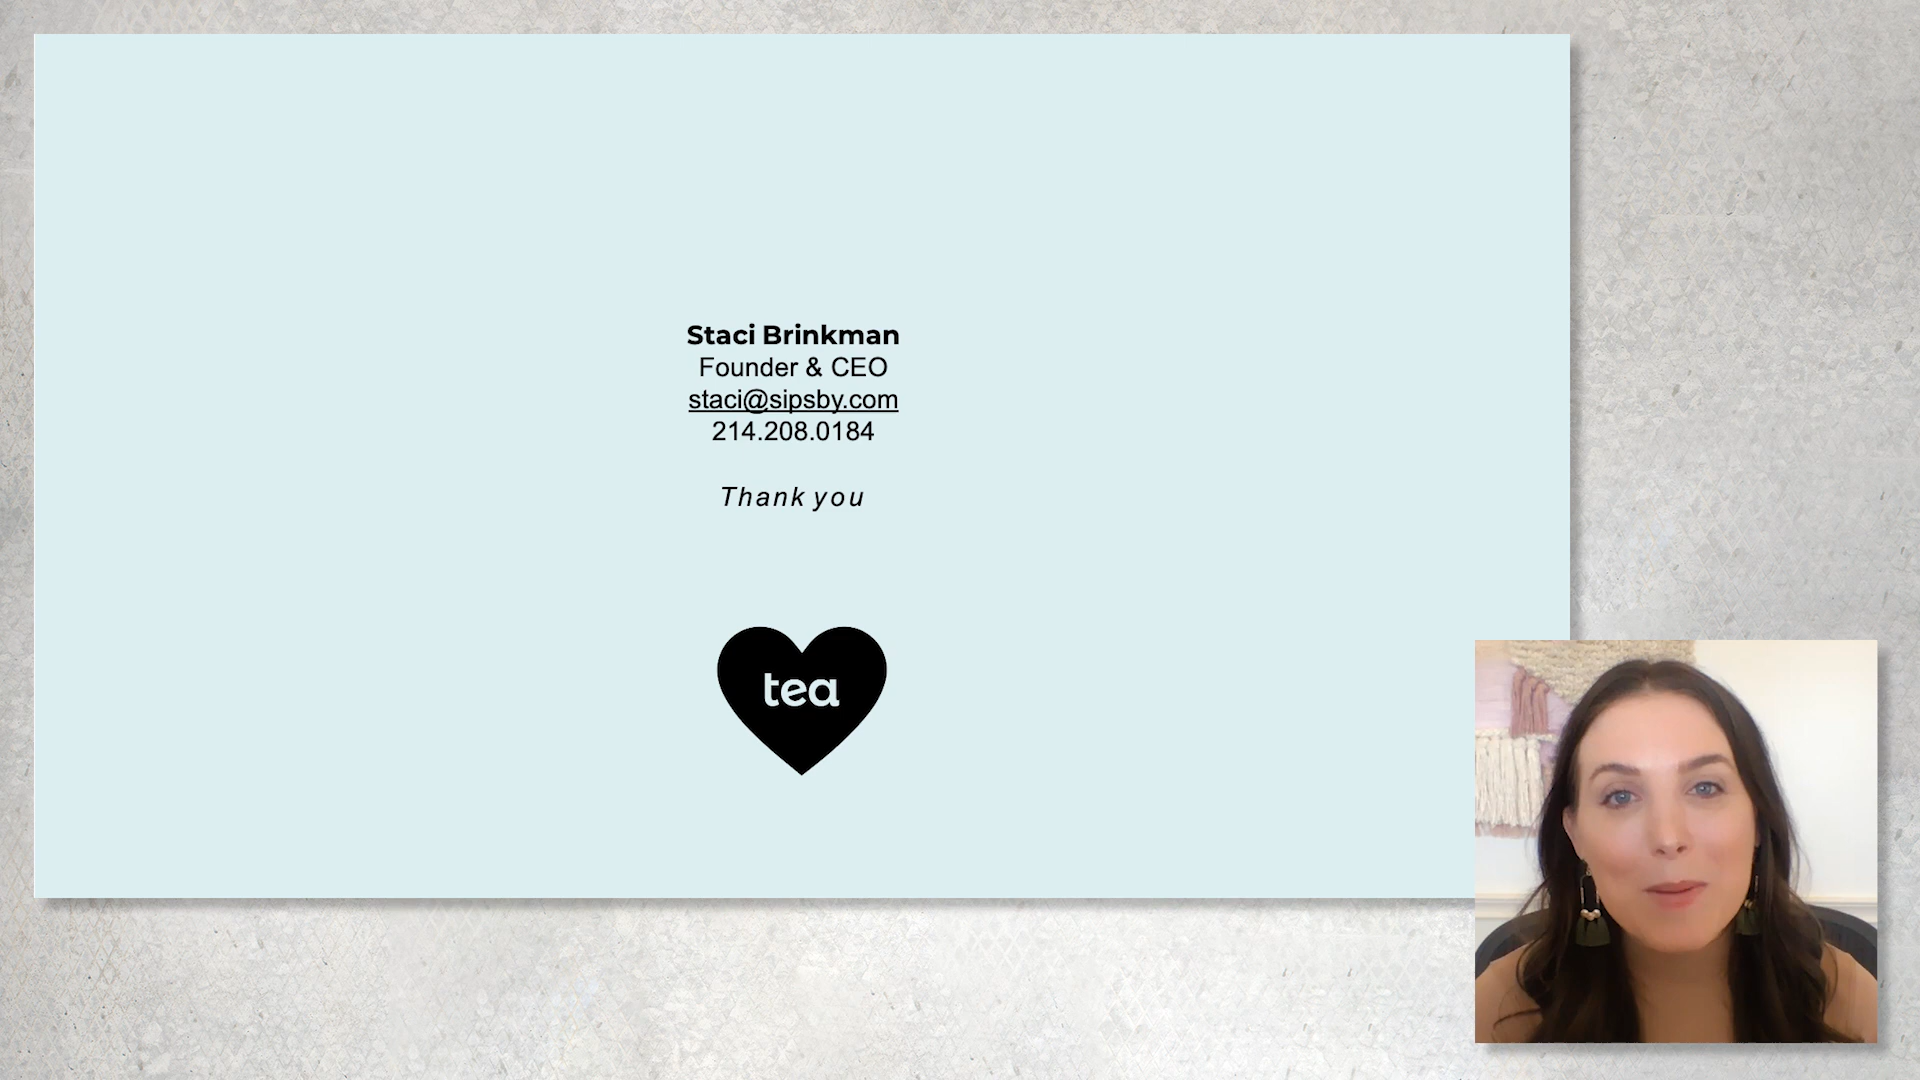 Staci Brinkman
Founder & CEO
staci@sipsby.com
214.208.0184
Thank you
tea